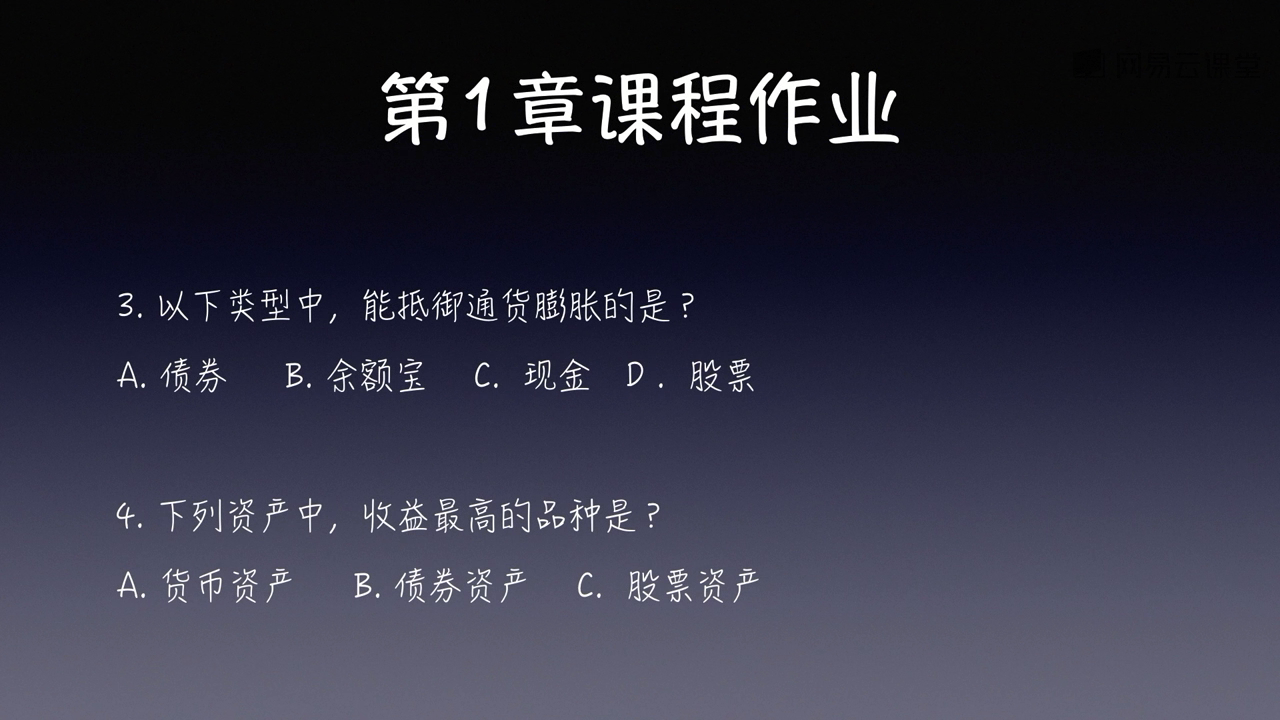 网易云课堂
第1章课程作业
3. 以下类型中，能抵御通货膨胀的是？
A. 债券 B. 余额宝 C. 现金 D. 股票
4. 下列资产中，收益最高的品种是？
A. 货币资产 B. 债券资产 C. 股票资产